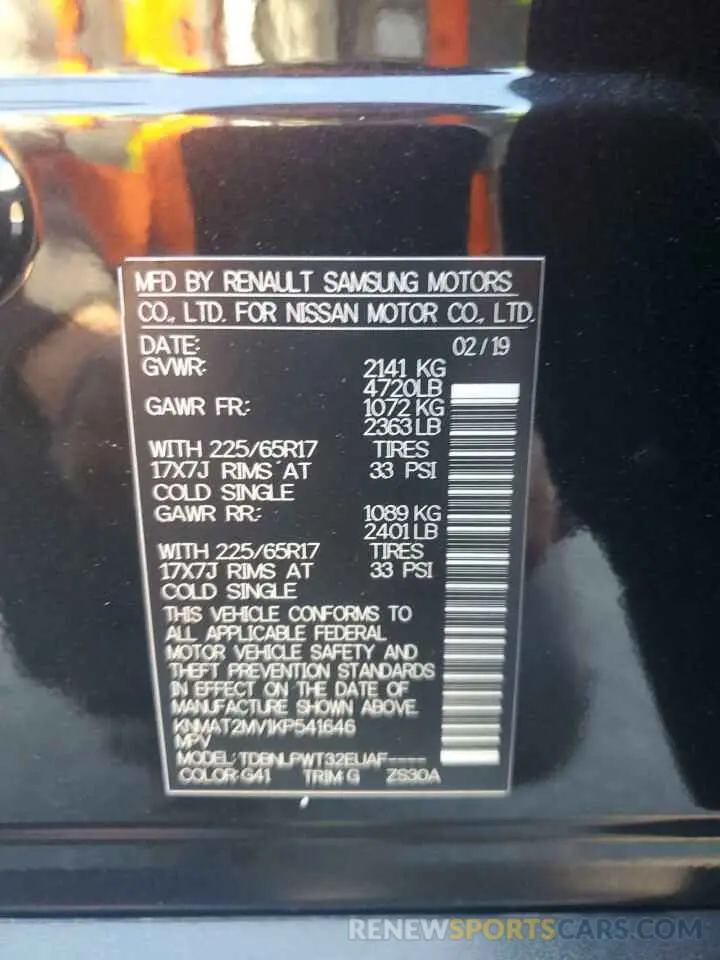 MFD BY RENAULT SAMSUNG MOTORS
CO., LTD. FOR NISSAN MOTOR CO., LTD.
DATE: 02/19
GVWR: 2141 KG
4720LB
GAWR FR: 1072 KG
2363LB
WITH 225/65R17 TIRES
17X7J RIMS AT 33 PSI
COLD SINGLE
GAWR RR: 1089 KG
2401LB
WITH 225/65R17 TIRES
17X7J RIMS AT 33 PSI
COLD SINGLE
THIS VEHICLE CONFORMS TO
ALL APPLICABLE FEDERAL
MOTOR VEHICLE SAFETY AND
THEFT PREVENTION STANDARDS
IN EFFECT ON THE DATE OF
MANUFACTURE SHOWN ABOVE.
KNMAT2MV1KP541646
MPV
MODEL: TDBNLPWT32EUAF----
COLOR: G41 TRIM: G ZS30A
RENEWSPORTSCARS.COM